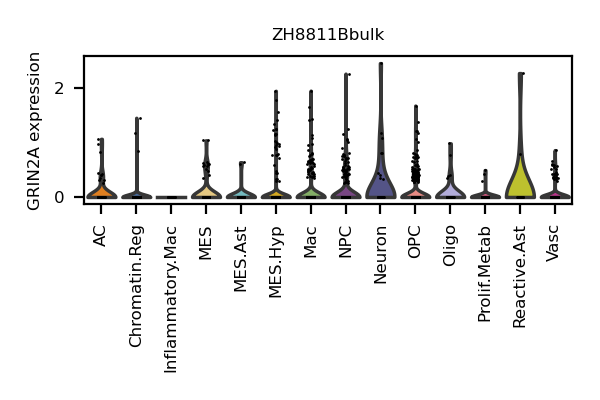 ZH8811Bbulk
GRIN2A expression
2
0
AC
Chromatin.Reg
Inflammatory.Mac
MES
MES.Ast
MES.Hyp
Mac
NPC
Neuron
OPC
Oligo
Prolif.Metab
Reactive.Ast
Vasc